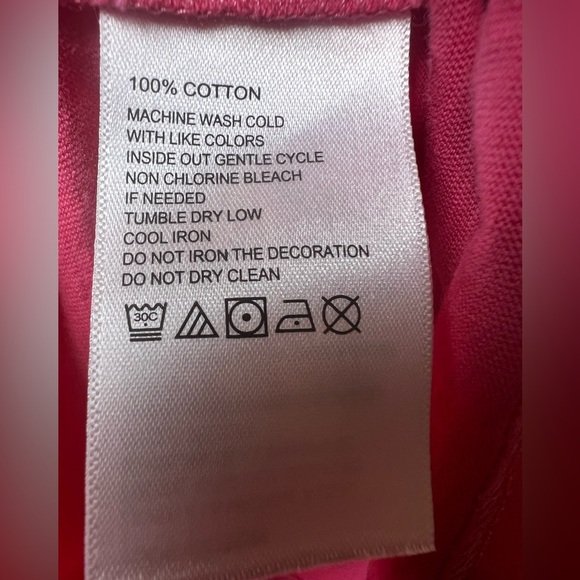 100% COTTON
MACHINE WASH COLD
WITH LIKE COLORS
INSIDE OUT GENTLE CYCLE
NON CHLORINE BLEACH
IF NEEDED
TUMBLE DRY LOW
COOL IRON
DO NOT IRON THE DECORATION
DO NOT DRY CLEAN
30C